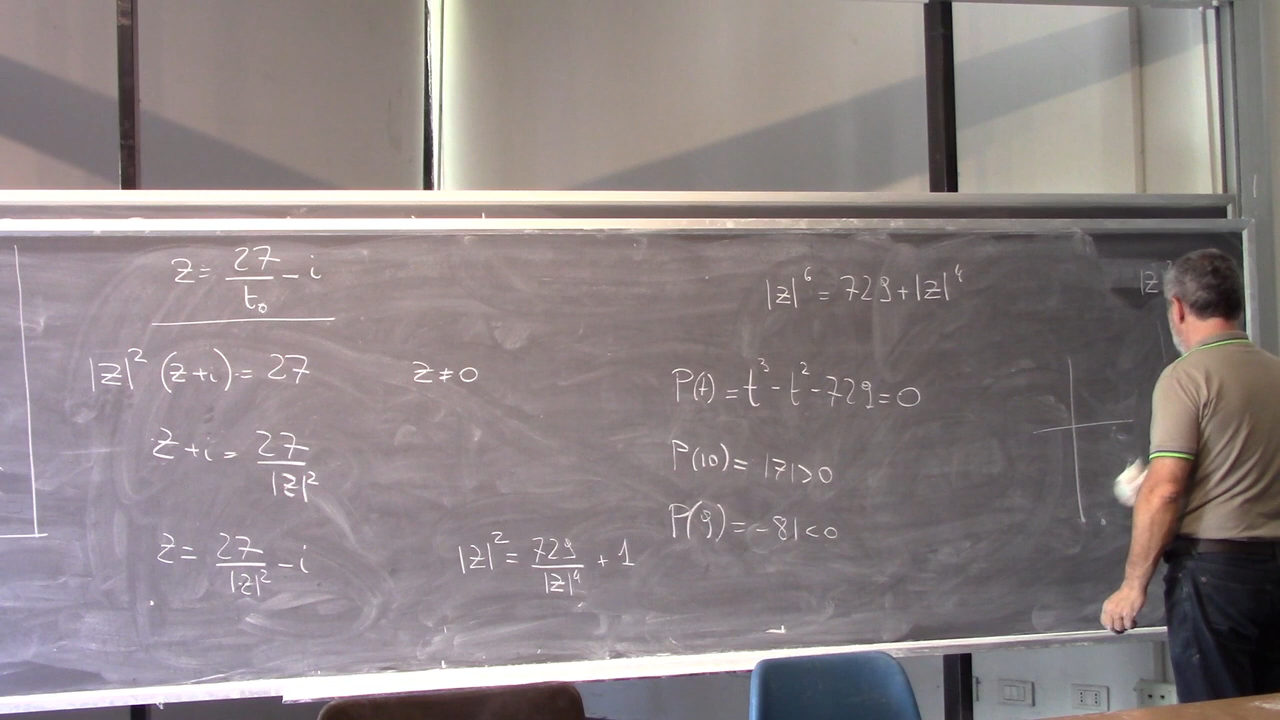 z = 27/t₀ - i
|z|² (z+i) = 27
z ≠ 0
z + i = 27/|z|²
z = 27/|z|² - i
|z|² = 729/|z|⁴ + 1
|z|⁶ = 729 + |z|⁴
P(t) = t³ - t² - 729 = 0
P(10) = 171 > 0
P(9) = -81 < 0
|z|